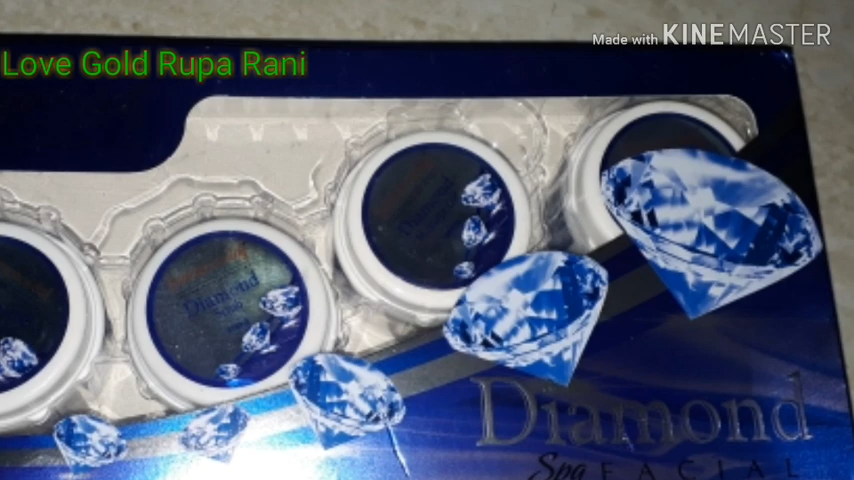 Made with KINEMASTER
Love Gold Rupa Rani
Diamond
Diamond
Diamond
Spa FACIAL